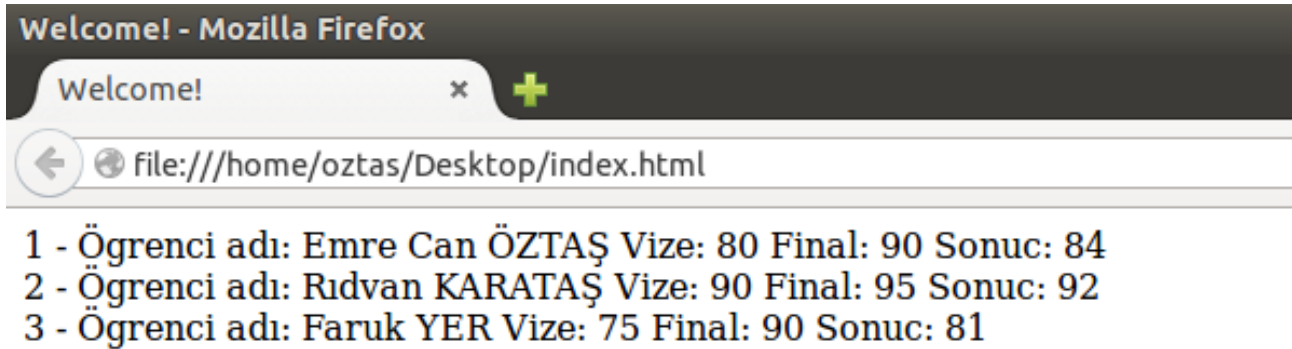 Welcome! - Mozilla Firefox
Welcome!
file:///home/oztas/Desktop/index.html
1 - Ögrenci adı: Emre Can ÖZTAŞ Vize: 80 Final: 90 Sonuc: 84
2 - Ögrenci adı: Rıdvan KARATAŞ Vize: 90 Final: 95 Sonuc: 92
3 - Ögrenci adı: Faruk YER Vize: 75 Final: 90 Sonuc: 81